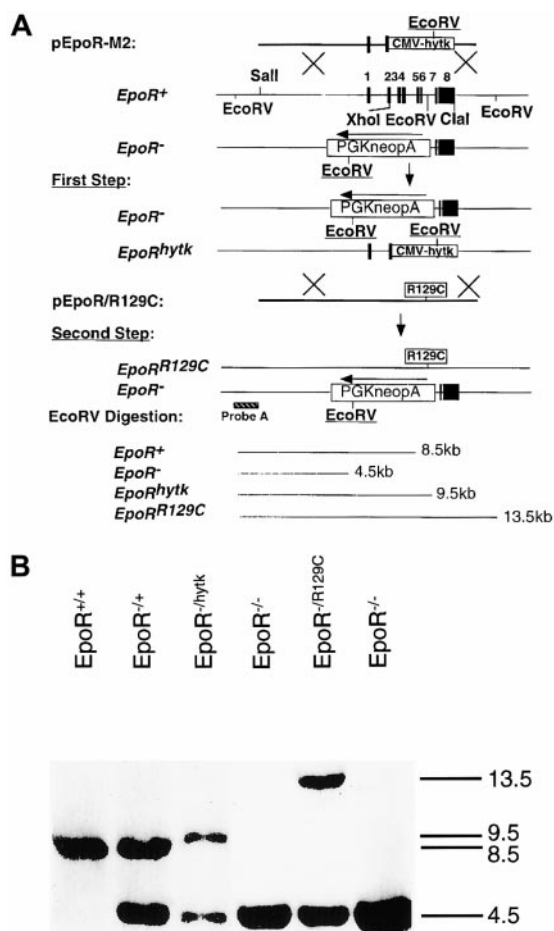 A
EcoRV
pEpoR-M2:
CMV-hytk
SalI
1 234 56 7 8
EpoR+
EcoRV
XhoI EcoRV ClaI
EcoRV
EpoR-
PGKneopA
EcoRV
First Step:
EpoR-
PGKneopA
EcoRV
EcoRV
EpoRhytk
CMV-hytk
pEpoR/R129C:
R129C
Second Step:
EpoRR129C
R129C
EpoR-
PGKneopA
EcoRV
EcoRV Digestion:
Probe A
EpoR+
8.5kb
EpoR-
4.5kb
EpoRhytk
9.5kb
EpoRR129C
13.5kb
B
EpoR+/+
EpoR-/+
EpoR-/hytk
EpoR-/-
EpoR-/R129C
EpoR-/-
13.5
9.5
8.5
4.5